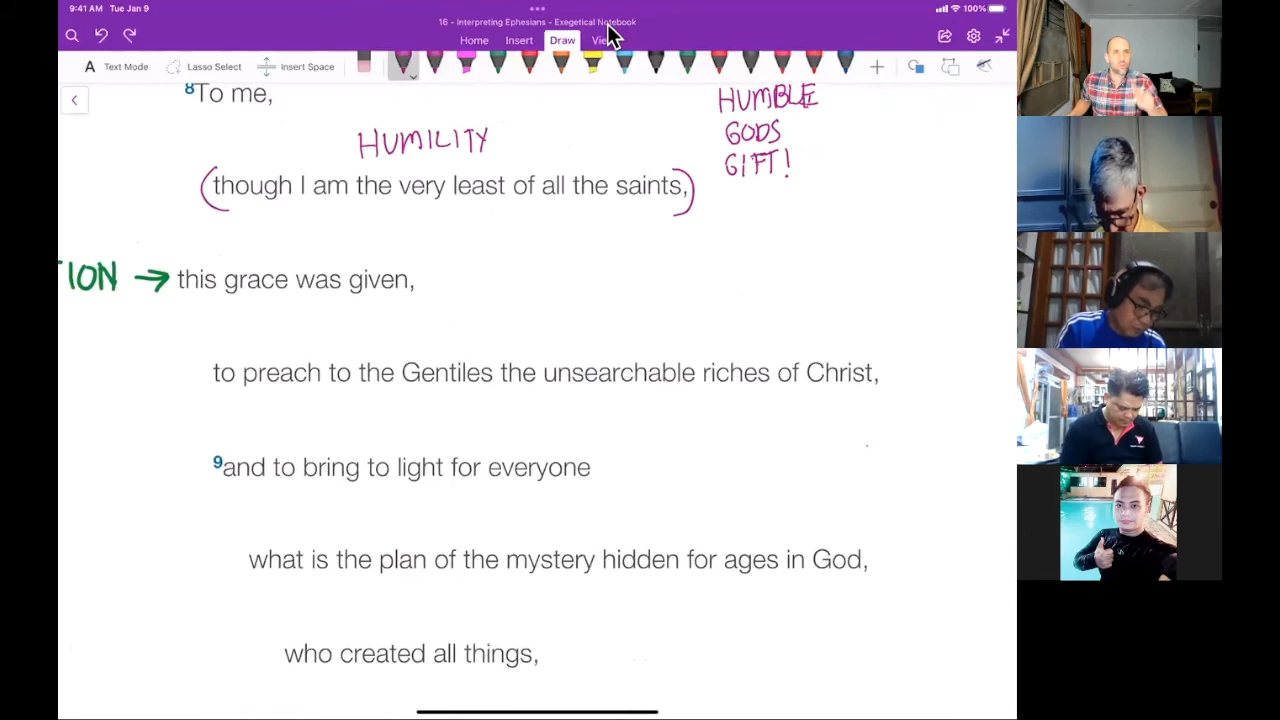 9:41 AM Tue Jan 9
100%
16 - Interpreting Ephesians - Exegetical Notebook
Home Insert Draw
Text Mode Lasso Select Insert Space
8To me,
HUMBLE
GODS
GIFT!
HUMILITY
(though I am the very least of all the saints,)
TION → this grace was given,
to preach to the Gentiles the unsearchable riches of Christ,
9and to bring to light for everyone
what is the plan of the mystery hidden for ages in God,
who created all things,